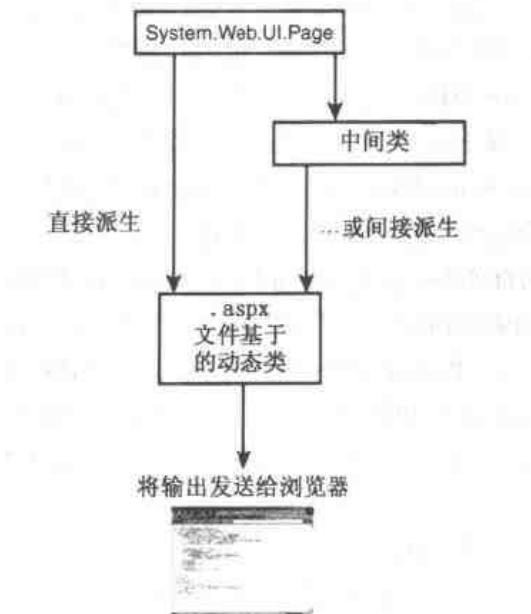 System.Web.UI.Page
中间类
直接派生
…或间接派生
.aspx
文件基于
的动态类
将输出发送给浏览器